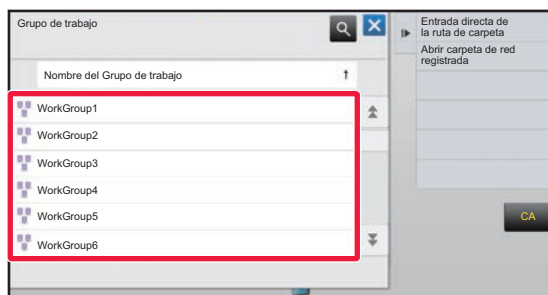 Grupo de trabajo
Nombre del Grupo de trabajo
WorkGroup1
WorkGroup2
WorkGroup3
WorkGroup4
WorkGroup5
WorkGroup6
Entrada directa de
la ruta de carpeta
Abrir carpeta de red
registrada
CA